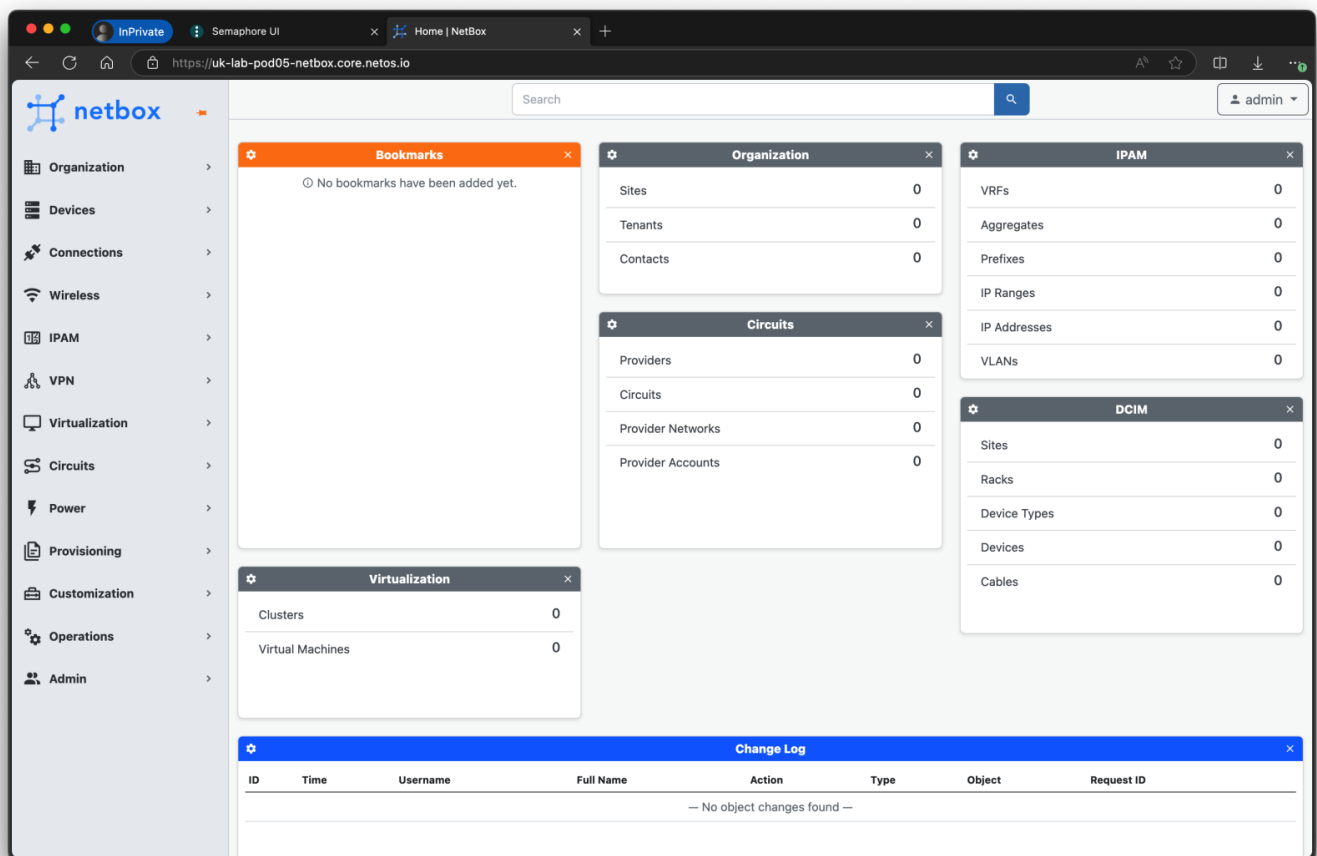 InPrivate
Semaphore UI
Home | NetBox
https://uk-lab-pod05-netbox.core.netos.io
netbox
Search
admin
Organization
Devices
Connections
Wireless
IPAM
VPN
Virtualization
Circuits
Power
Provisioning
Customization
Operations
Admin
Bookmarks
No bookmarks have been added yet.
Organization
Sites 0
Tenants 0
Contacts 0
IPAM
VRFs 0
Aggregates 0
Prefixes 0
IP Ranges 0
IP Addresses 0
VLANs 0
Circuits
Providers 0
Circuits 0
Provider Networks 0
Provider Accounts 0
DCIM
Sites 0
Racks 0
Device Types 0
Devices 0
Cables 0
Virtualization
Clusters 0
Virtual Machines 0
Change Log
ID Time Username Full Name Action Type Object Request ID
— No object changes found —